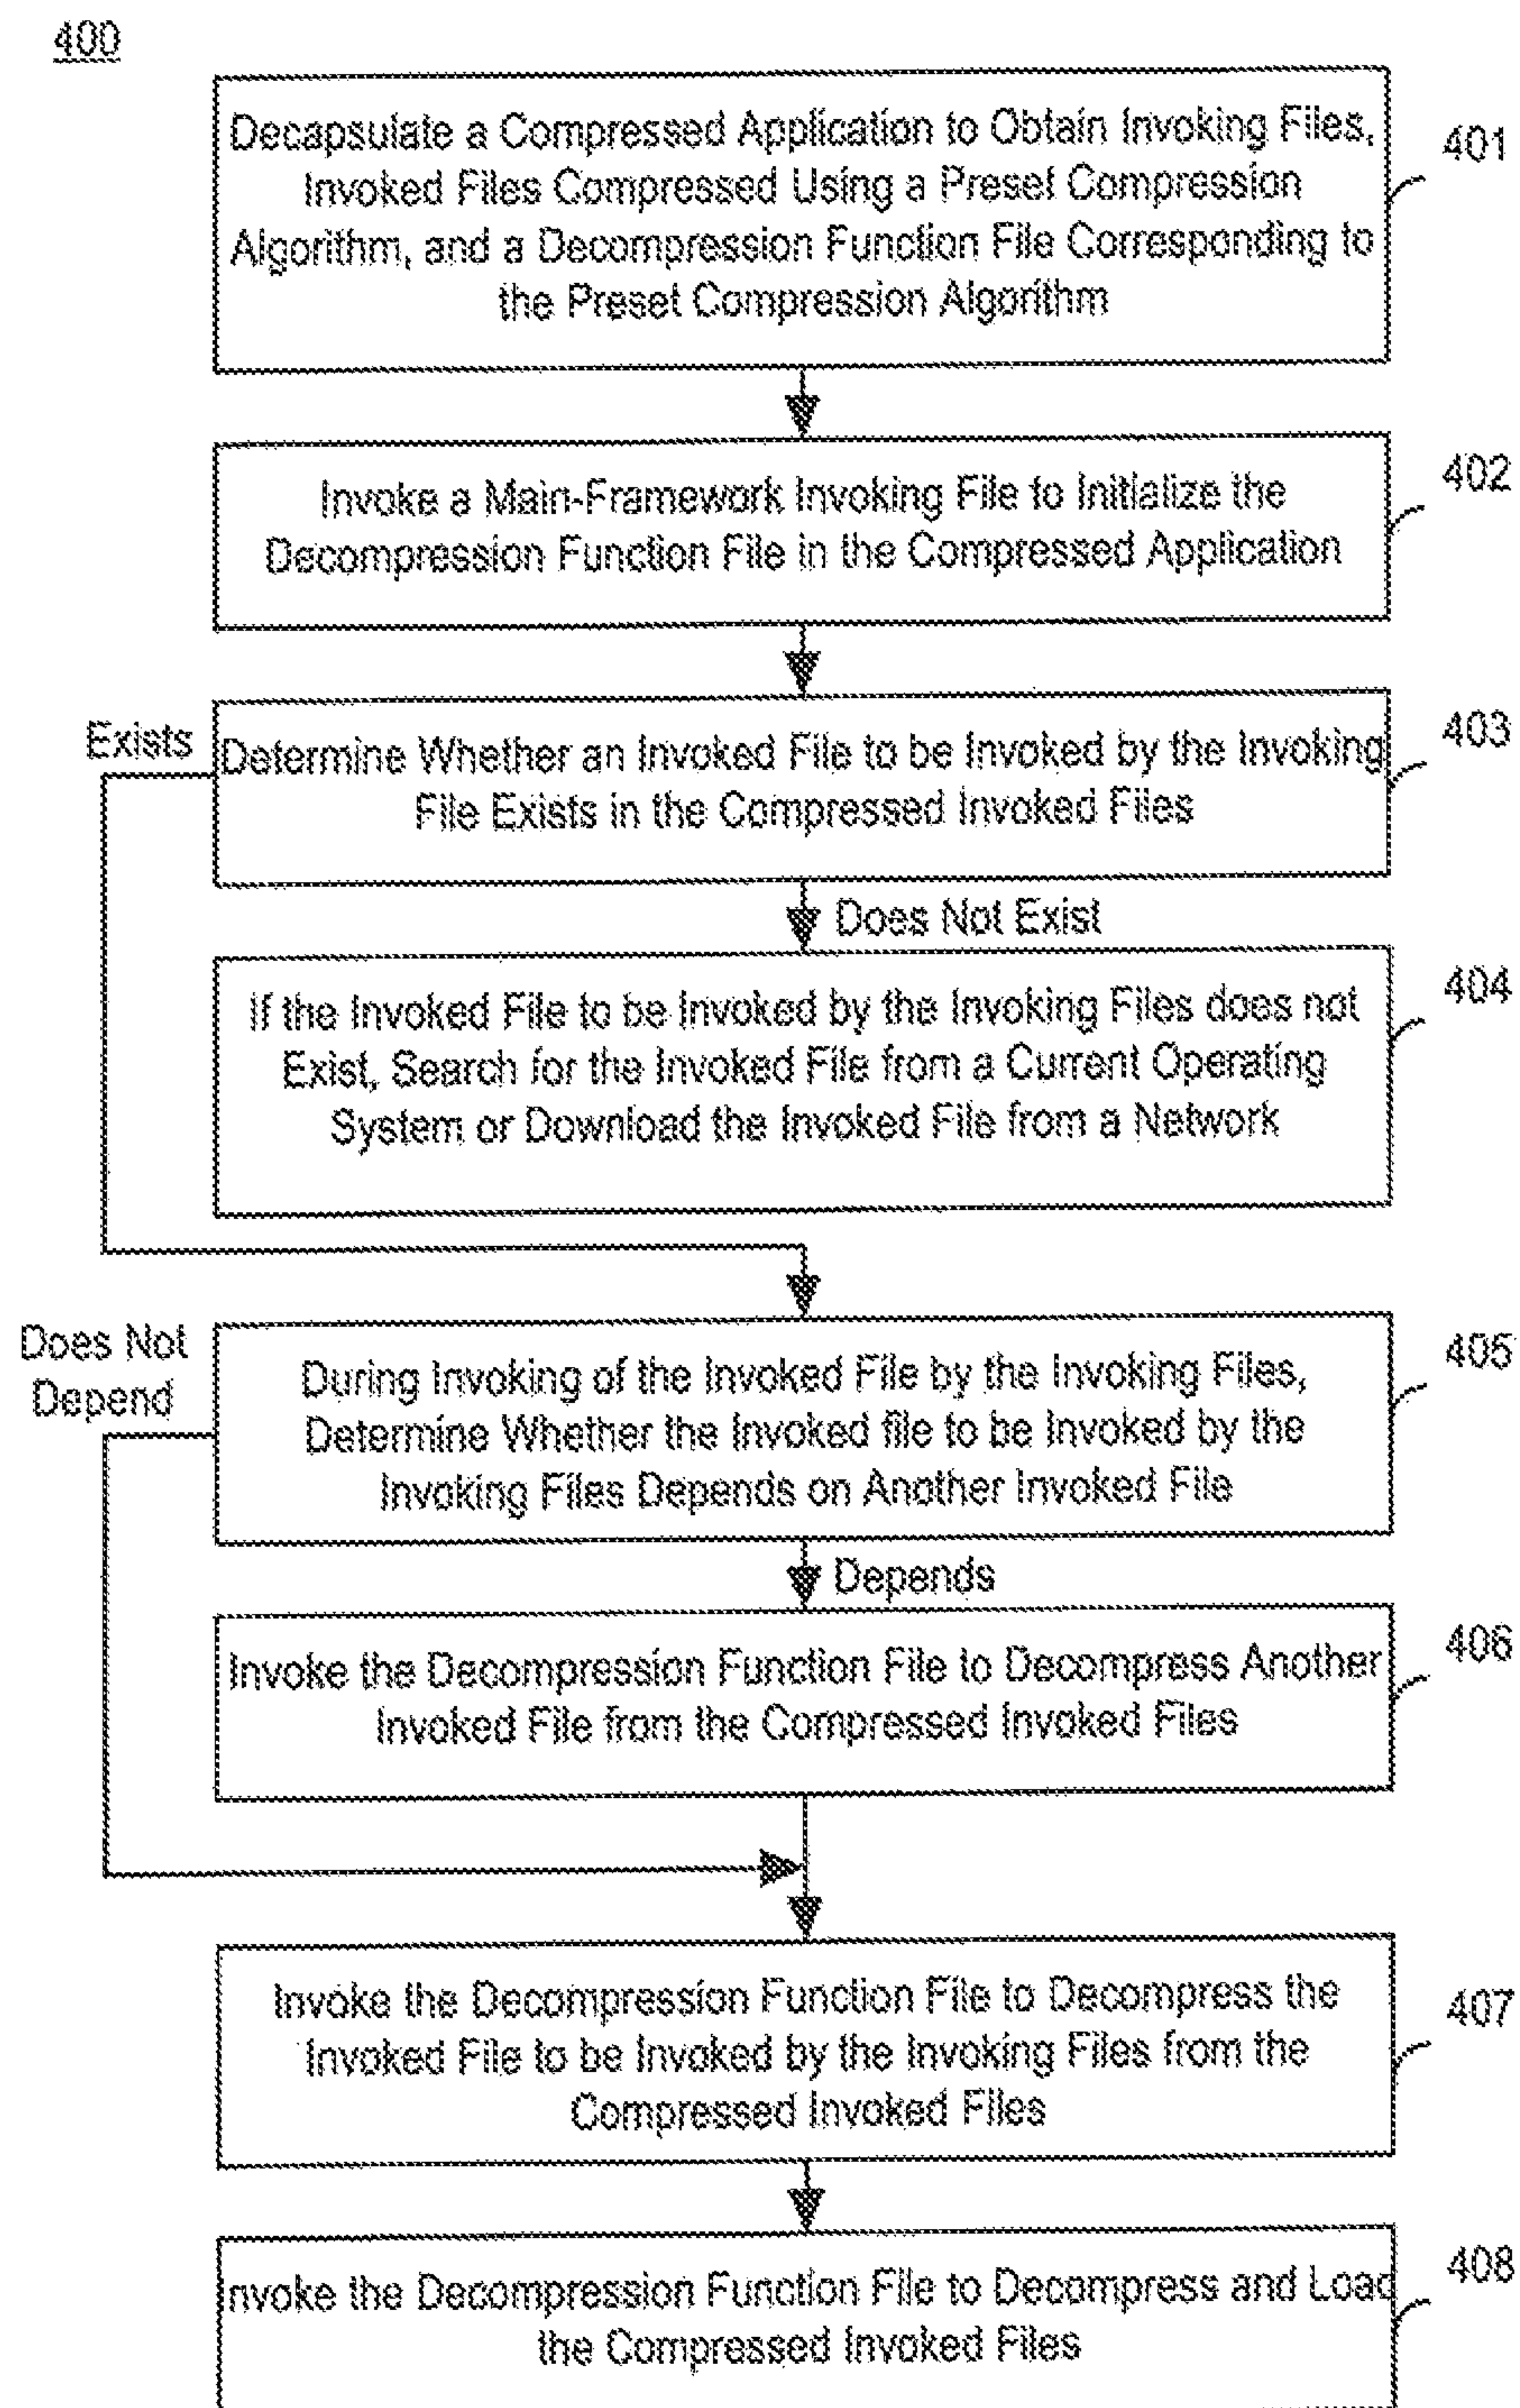 400
Decapsulate a Compressed Application to Obtain Invoking Files,
Invoked Files Compressed Using a Preset Compression
Algorithm, and a Decompression Function File Corresponding to
the Preset Compression Algorithm
401
Invoke a Main-Framework Invoking File to Initialize the
Decompression Function File in the Compressed Application
402
Exists
Determine Whether an Invoked File to be Invoked by the Invoking
File Exists in the Compressed Invoked Files
403
Does Not Exist
If the Invoked File to be Invoked by the Invoking Files does not
Exist, Search for the Invoked File from a Current Operating
System or Download the Invoked File from a Network
404
Does Not
Depend
During Invoking of the Invoked File by the Invoking Files,
Determine Whether the Invoked file to be Invoked by the
Invoking Files Depends on Another Invoked File
405
Depends
Invoke the Decompression Function File to Decompress Another
Invoked File from the Compressed Invoked Files
406
Invoke the Decompression Function File to Decompress the
Invoked File to be Invoked by the Invoking Files from the
Compressed Invoked Files
407
Invoke the Decompression Function File to Decompress and Load
the Compressed Invoked Files
408